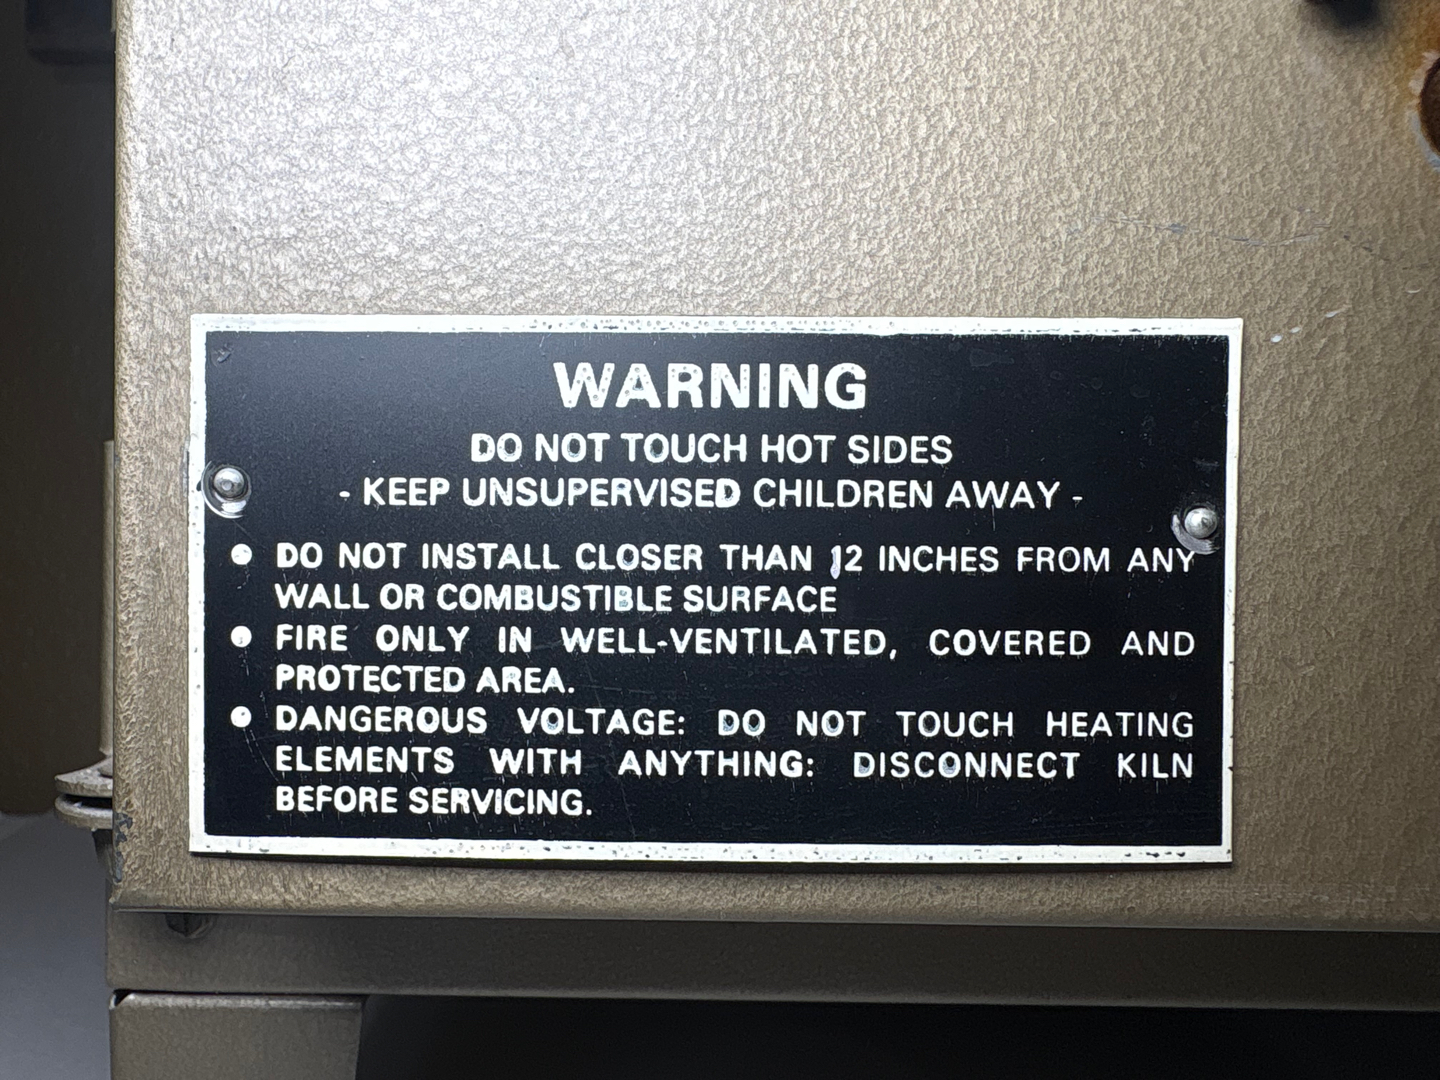 WARNING
DO NOT TOUCH HOT SIDES
- KEEP UNSUPERVISED CHILDREN AWAY -
● DO NOT INSTALL CLOSER THAN 12 INCHES FROM ANY
WALL OR COMBUSTIBLE SURFACE
● FIRE ONLY IN WELL-VENTILATED, COVERED AND
PROTECTED AREA.
● DANGEROUS VOLTAGE: DO NOT TOUCH HEATING
ELEMENTS WITH ANYTHING: DISCONNECT KILN
BEFORE SERVICING.